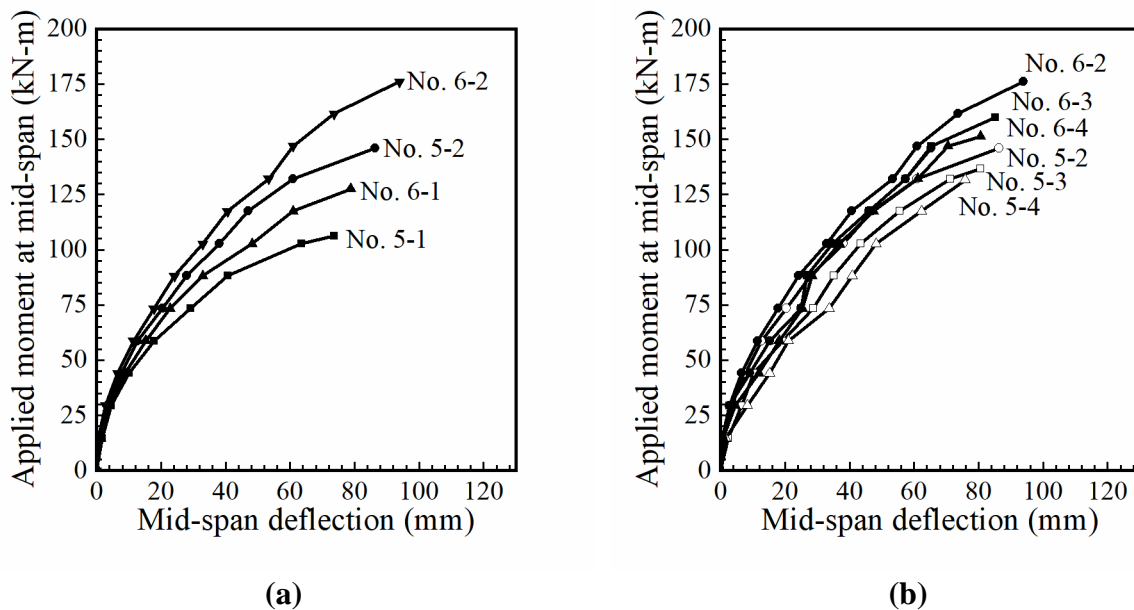 Applied moment at mid-span (kN-m)
200
175
150
125
100
75
50
25
0
No. 6-2
No. 5-2
No. 6-1
No. 5-1
0 20 40 60 80 100 120
Mid-span deflection (mm)
(a)
Applied moment at mid-span (kN-m)
200
175
150
125
100
75
50
25
0
No. 6-2
No. 6-3
No. 6-4
No. 5-2
No. 5-3
No. 5-4
0 20 40 60 80 100 120
Mid-span deflection (mm)
(b)